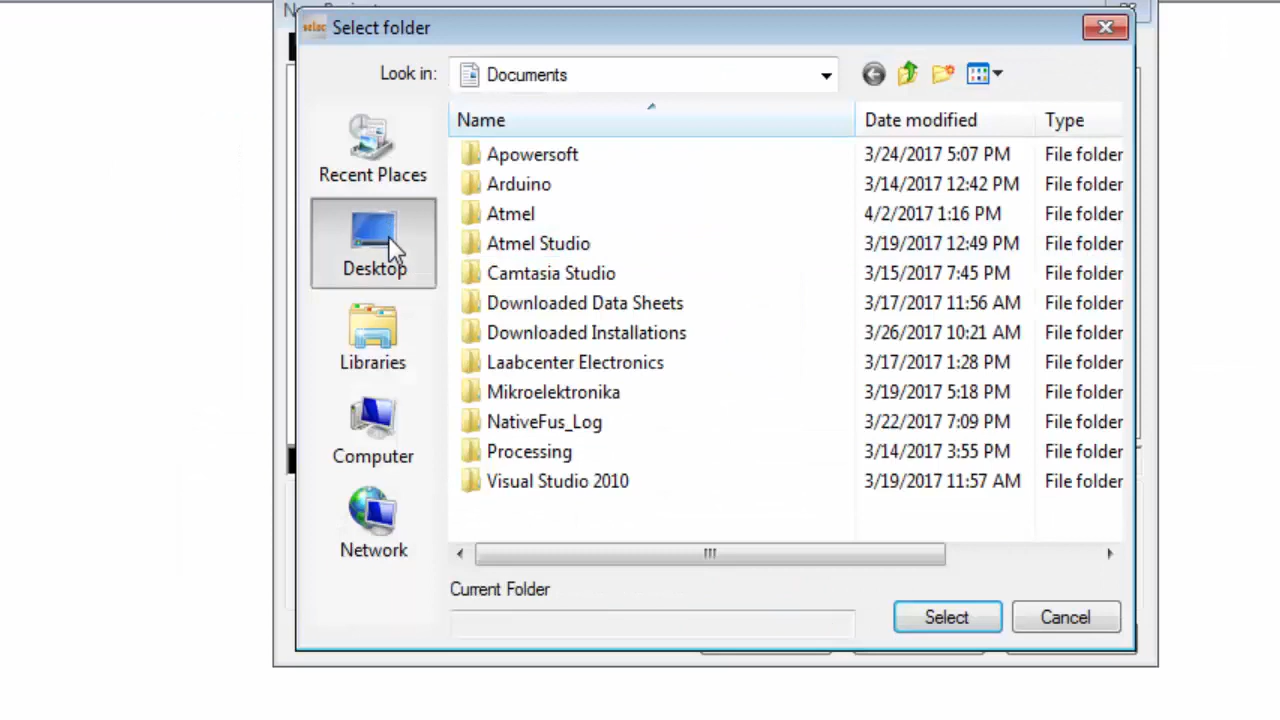 selec Select folder
Look in: Documents
Name Date modified Type
Apowersoft 3/24/2017 5:07 PM File folder
Arduino 3/14/2017 12:42 PM File folder
Atmel 4/2/2017 1:16 PM File folder
Atmel Studio 3/19/2017 12:49 PM File folder
Camtasia Studio 3/15/2017 7:45 PM File folder
Downloaded Data Sheets 3/17/2017 11:56 AM File folder
Downloaded Installations 3/26/2017 10:21 AM File folder
Laabcenter Electronics 3/17/2017 1:28 PM File folder
Mikroelektronika 3/19/2017 5:18 PM File folder
NativeFus_Log 3/22/2017 7:09 PM File folder
Processing 3/14/2017 3:55 PM File folder
Visual Studio 2010 3/19/2017 11:57 AM File folder
Recent Places
Desktop
Libraries
Computer
Network
Current Folder
Select Cancel